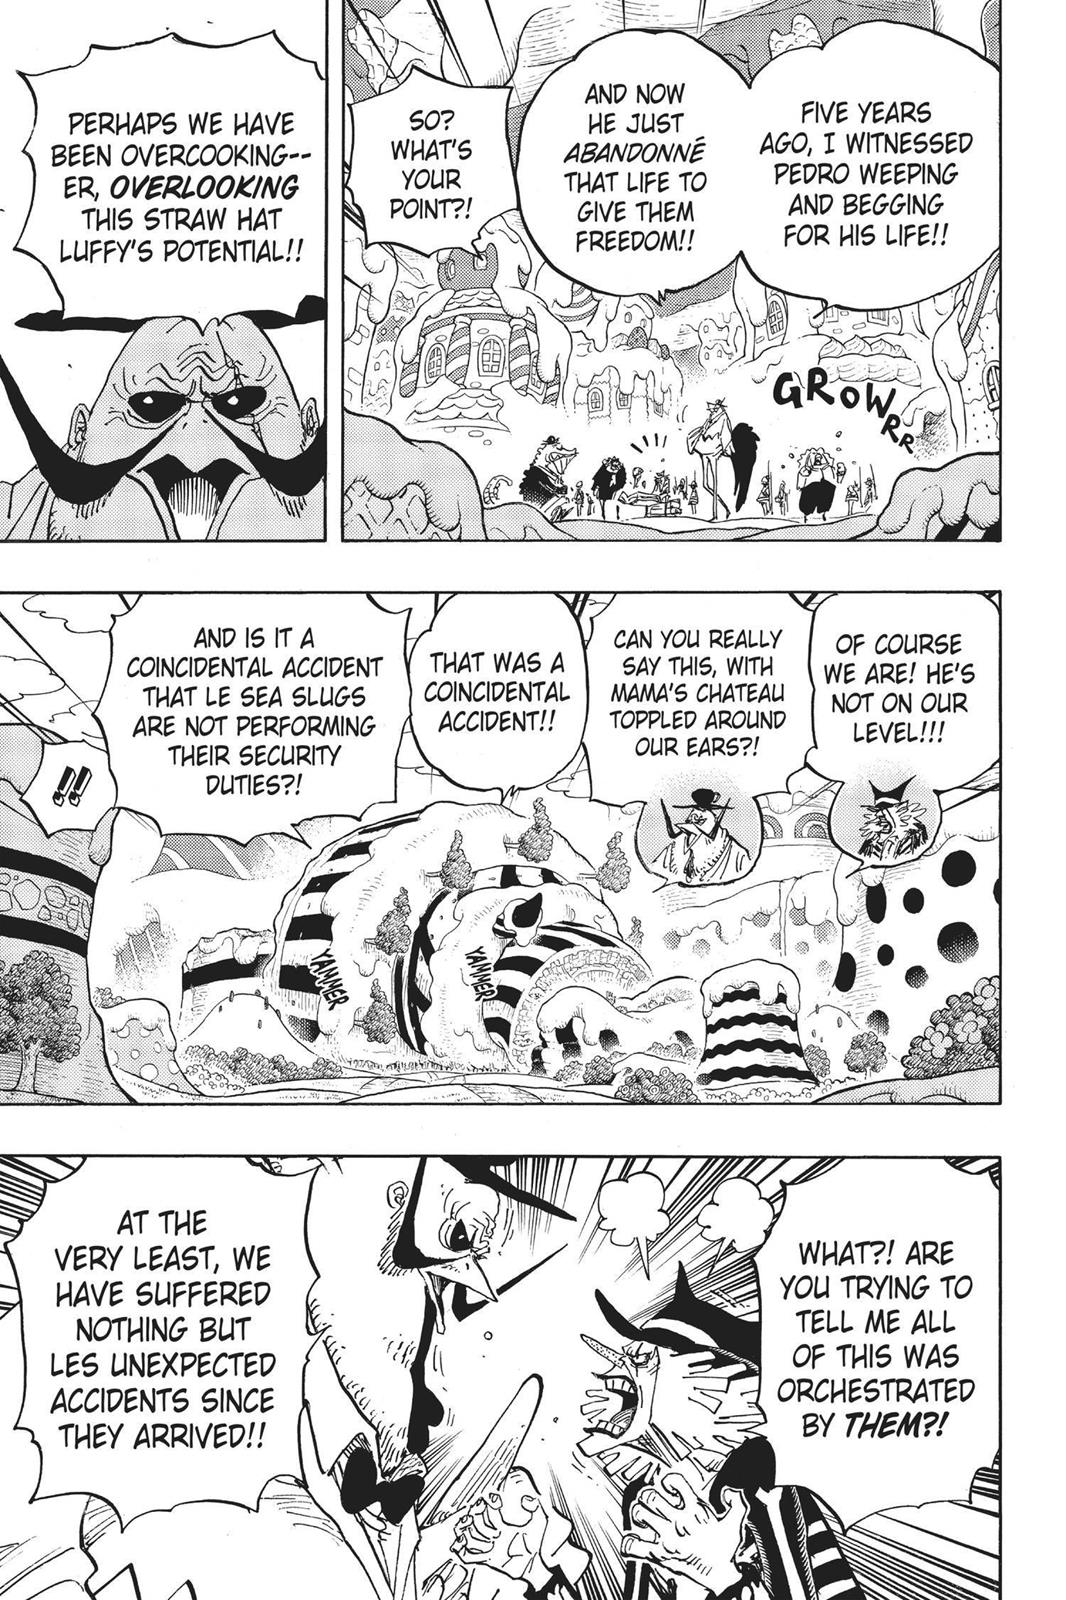 FIVE YEARS
AGO, I WITNESSED
PEDRO WEEPING
AND BEGGING
FOR HIS LIFE!!
AND NOW
HE JUST
ABANDONNÉ
THAT LIFE TO
GIVE THEM
FREEDOM!!
SO?
WHAT'S
YOUR
POINT?!
GROWRRR
PERHAPS WE HAVE
BEEN OVERCOOKING--
ER, OVERLOOKING
THIS STRAW HAT
LUFFY'S POTENTIAL!!
OF COURSE
WE ARE! HE'S
NOT ON OUR
LEVEL!!!
CAN YOU REALLY
SAY THIS, WITH
MAMA'S CHATEAU
TOPPLED AROUND
OUR EARS?!
THAT WAS A
COINCIDENTAL
ACCIDENT!!
AND IS IT A
COINCIDENTAL ACCIDENT
THAT LE SEA SLUGS
ARE NOT PERFORMING
THEIR SECURITY
DUTIES?!
!!
YAMMER
YAMMER
WHAT?! ARE
YOU TRYING TO
TELL ME ALL
OF THIS WAS
ORCHESTRATED
BY THEM?!
AT THE
VERY LEAST, WE
HAVE SUFFERED
NOTHING BUT
LES UNEXPECTED
ACCIDENTS SINCE
THEY ARRIVED!!